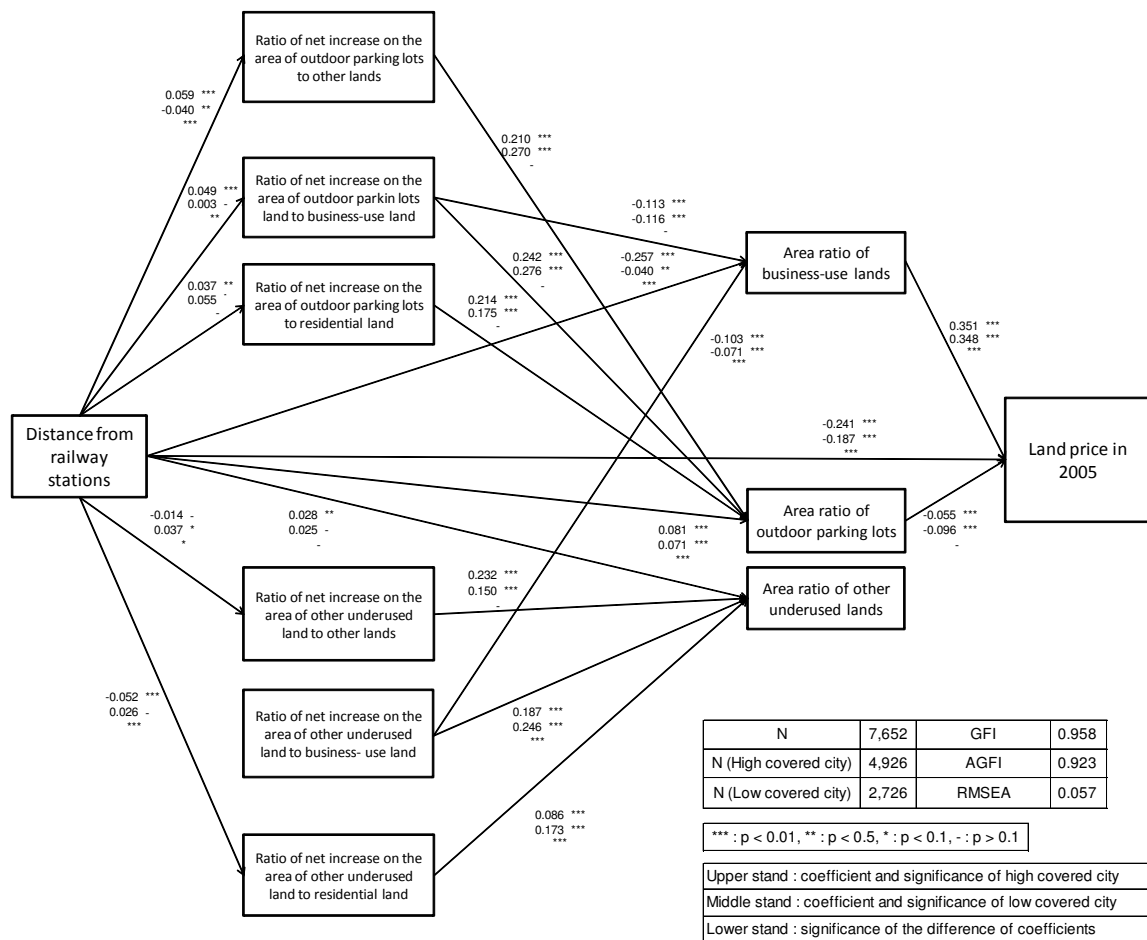 Ratio of net increase on the
area of outdoor parking lots
to other lands
0.059 ***
-0.040 **
***
0.210 ***
0.270 ***
-
Ratio of net increase on the
area of outdoor parkin lots
land to business-use land
0.049 ***
0.003 -
**
-0.113 ***
-0.116 ***
-
Area ratio of
business-use lands
0.242 ***
0.276 ***
-
-0.257 ***
-0.040 **
***
Ratio of net increase on the
area of outdoor parking lots
to residential land
0.037 **
0.055 -
-
0.214 ***
0.175 ***
-
-0.103 ***
-0.071 ***
***
0.351 ***
0.348 ***
***
Distance from
railway
stations
-0.241 ***
-0.187 ***
***
Land price in
2005
-0.014 -
0.037 *
*
0.028 **
0.025 -
-
0.081 ***
0.071 ***
***
Area ratio of
outdoor parking lots
-0.055 ***
-0.096 ***
-
Ratio of net increase on the
area of other underused
land to other lands
0.232 ***
0.150 ***
-
Area ratio of other
underused lands
-0.052 ***
0.026 -
***
Ratio of net increase on the
area of other underused
land to business- use land
0.187 ***
0.246 ***
***
Ratio of net increase on the
area of other underused
land to residential land
0.086 ***
0.173 ***
***
N 7,652 GFI 0.958
N (High covered city) 4,926 AGFI 0.923
N (Low covered city) 2,726 RMSEA 0.057
*** : p < 0.01, ** : p < 0.5, * : p < 0.1, - : p > 0.1
Upper stand : coefficient and significance of high covered city
Middle stand : coefficient and significance of low covered city
Lower stand : significance of the difference of coefficients